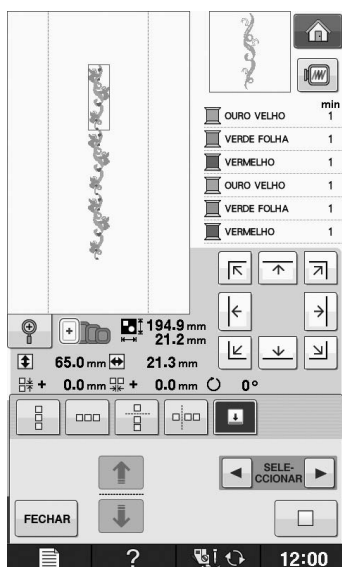 min
OURO VELHO 1
VERDE FOLHA 1
VERMELHO 1
OURO VELHO 1
VERDE FOLHA 1
VERMELHO 1
194.9 mm
21.2 mm
65.0 mm 21.3 mm
+ 0.0 mm + 0.0 mm 0°
SELE-
CCIONAR
FECHAR
? 12:00